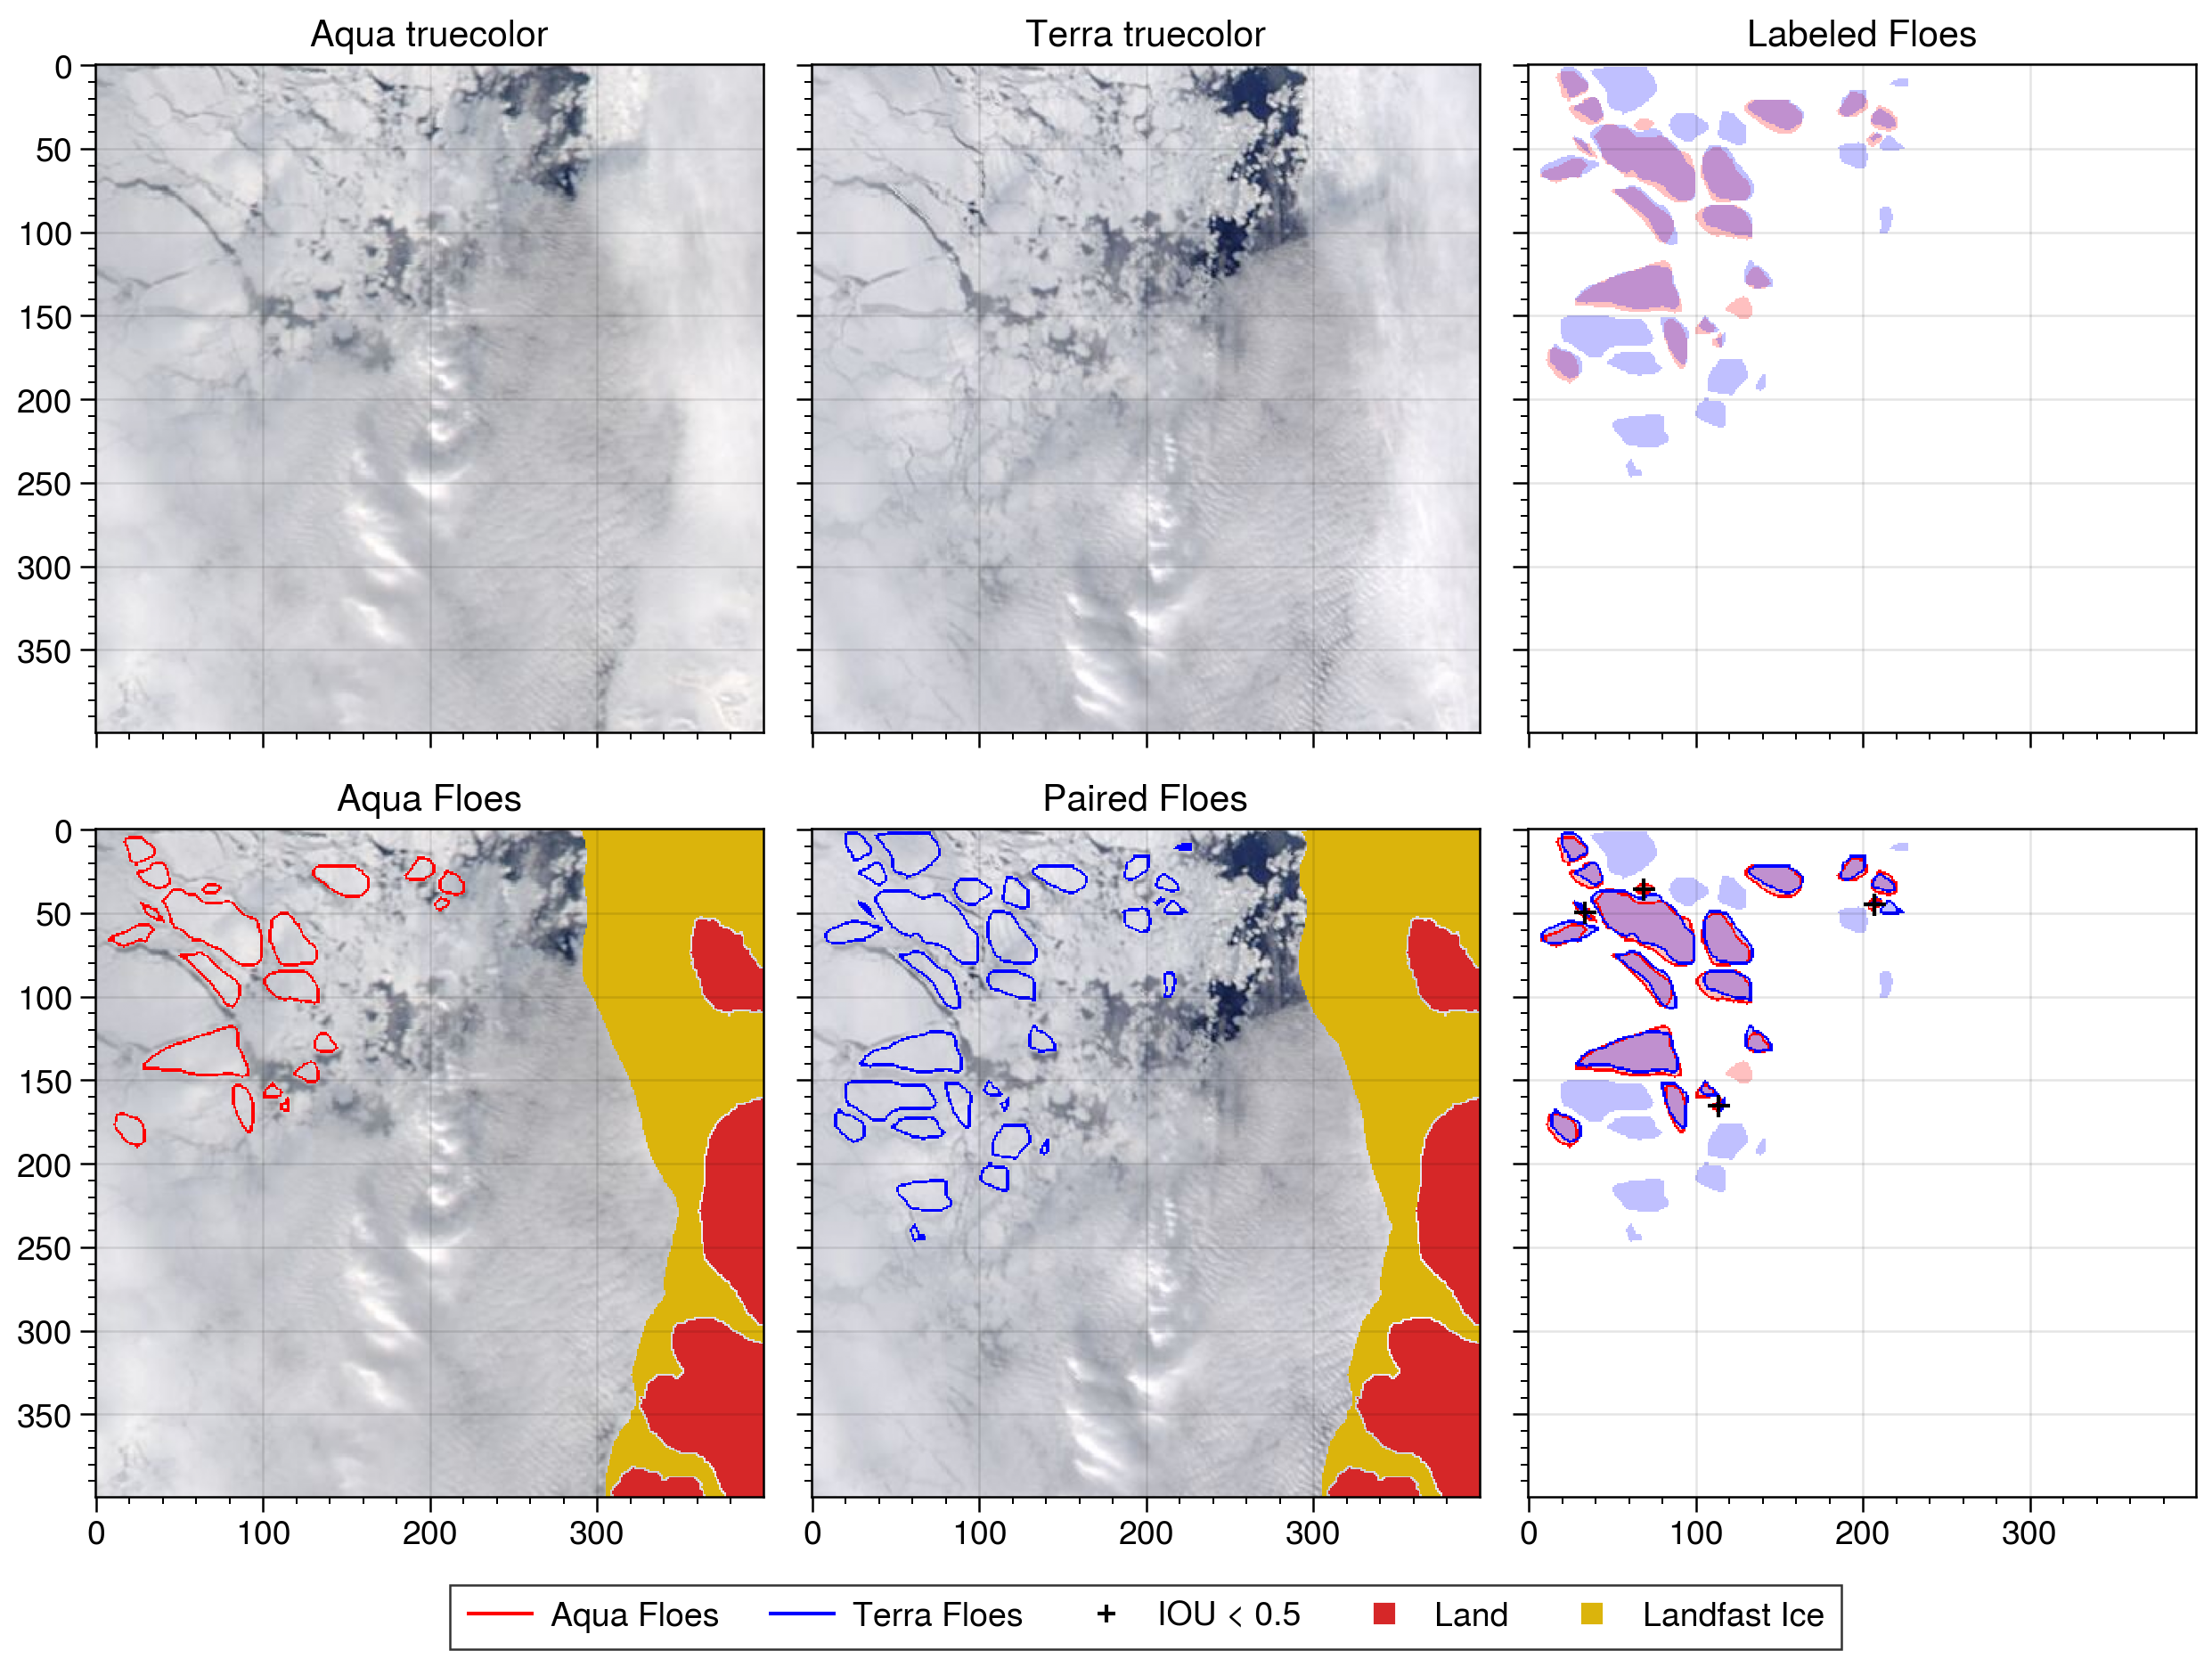 Aqua truecolor
Terra truecolor
Labeled Floes
0
50
100
150
200
250
300
350
Aqua Floes
Paired Floes
0
50
100
150
200
250
300
350
0 100 200 300
0 100 200 300
0 100 200 300
Aqua Floes Terra Floes IOU < 0.5 Land Landfast Ice